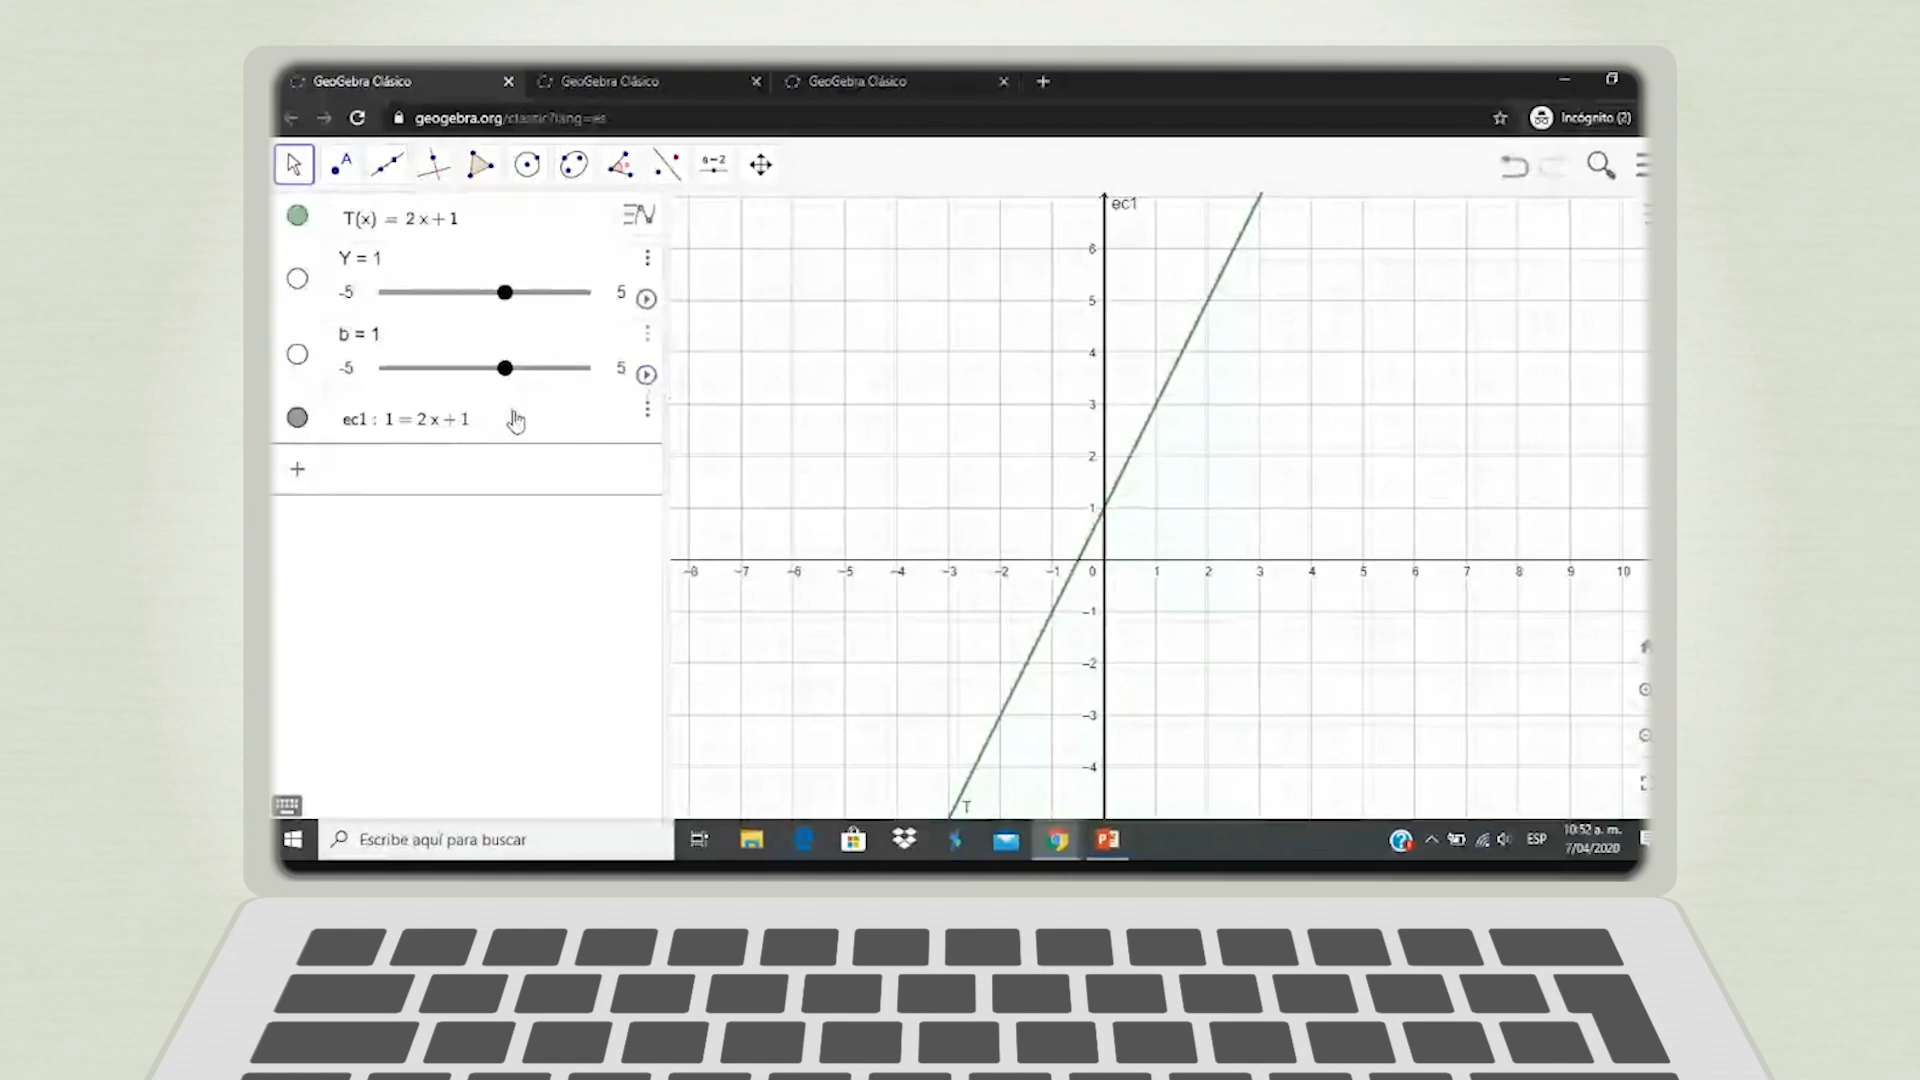 GeoGebra Clásico
GeoGebra Clásico
GeoGebra Clásico
geogebra.org/classic?lang=es
Incógnito (2)
A
a=2
T(x) = 2x+1
Y = 1
-5
5
b = 1
-5
5
ec1 : 1 = 2x+1
ec1
6
5
4
3
2
1
-8 -7 -6 -5 -4 -3 -2 -1 0 1 2 3 4 5 6 7 8 9 10
-1
-2
-3
-4
T
Escribe aquí para buscar
ESP
10:52 a. m.
7/04/2020